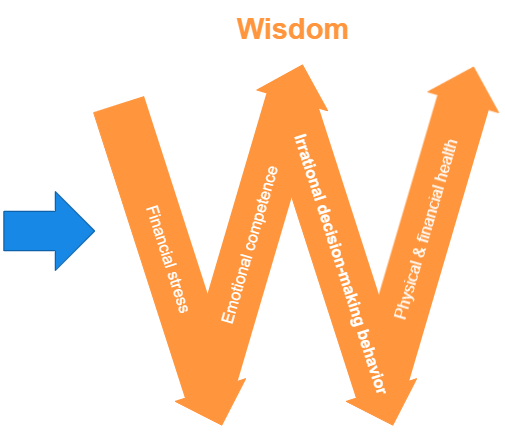 Wisdom
Financial stress
Emotional competence
Irrational decision-making behavior
Physical & financial health